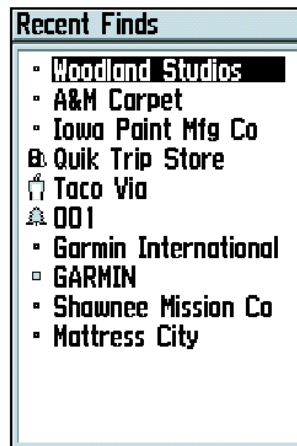 Recent Finds
Woodland Studios
A&M Carpet
Iowa Paint Mfg Co
Quik Trip Store
Taco Via
001
Garmin International
GARMIN
Shawnee Mission Co
Mattress City